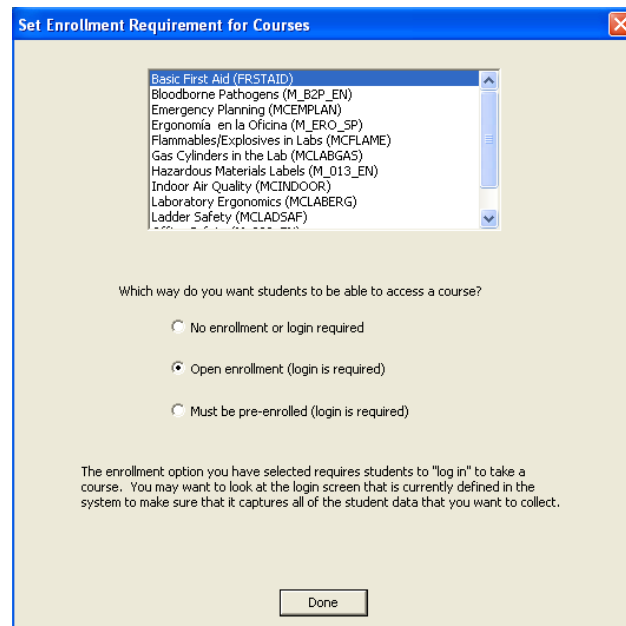 Set Enrollment Requirement for Courses
Basic First Aid (FRSTAID)
Bloodborne Pathogens (M_B2P_EN)
Emergency Planning (MCEMPLAN)
Ergonomía en la Oficina (M_ERO_SP)
Flammables/Explosives in Labs (MCFLAME)
Gas Cylinders in the Lab (MCLABGAS)
Hazardous Materials Labels (M_013_EN)
Indoor Air Quality (MCINDOOR)
Laboratory Ergonomics (MCLABERG)
Ladder Safety (MCLADSAF)
Which way do you want students to be able to access a course?
No enrollment or login required
Open enrollment (login is required)
Must be pre-enrolled (login is required)
The enrollment option you have selected requires students to "log in" to take a
course. You may want to look at the login screen that is currently defined in the
system to make sure that it captures all of the student data that you want to collect.
Done